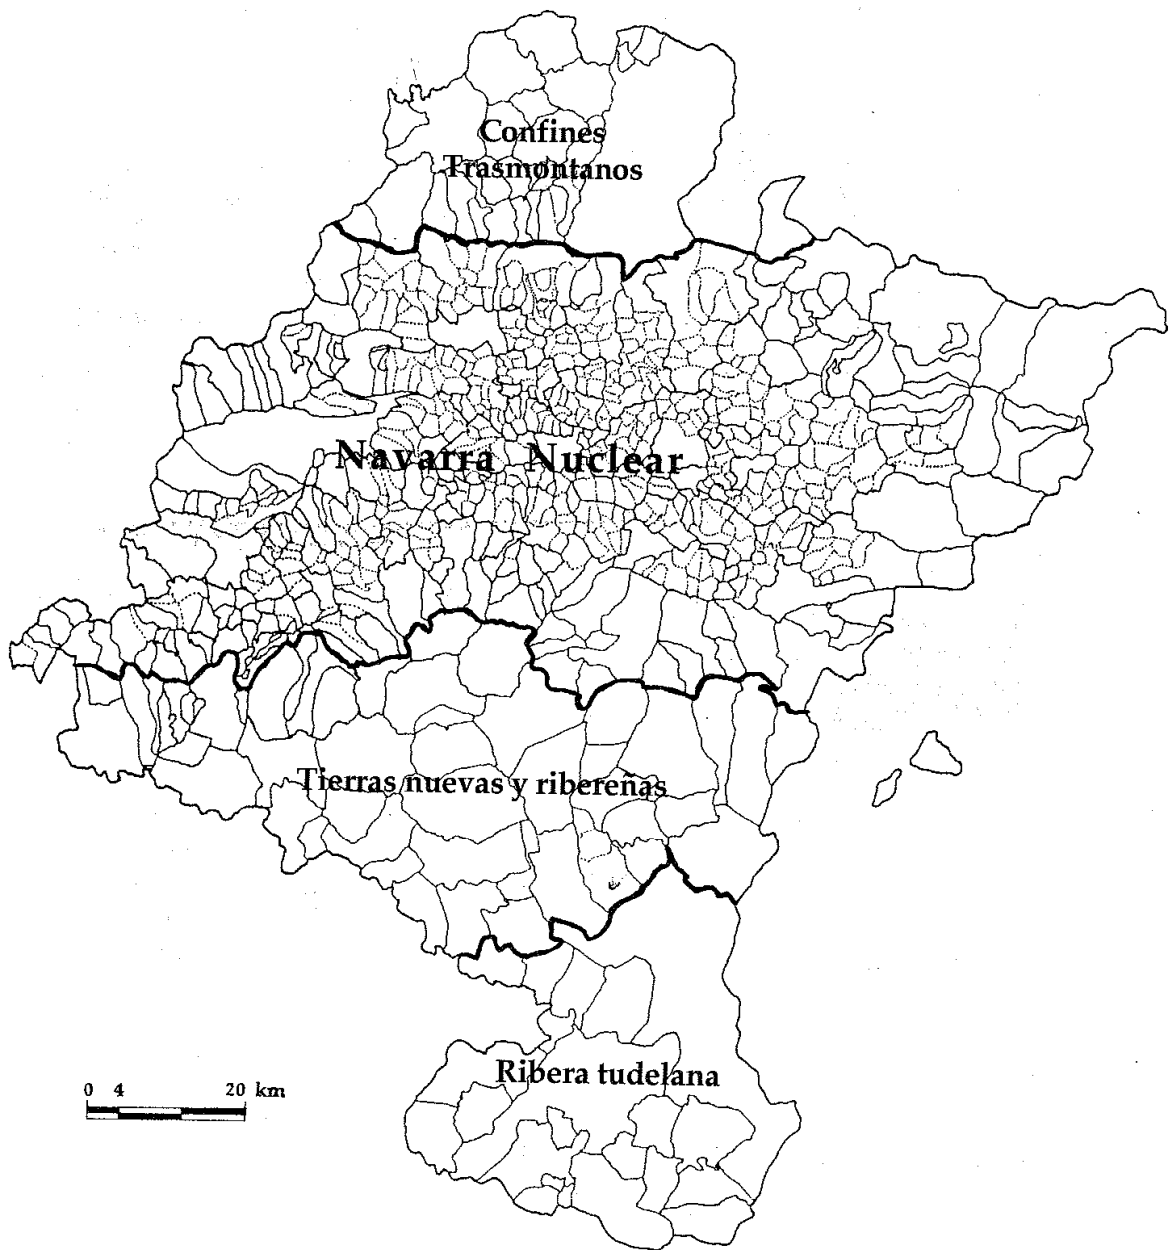 Confines
Trasmontanos
Navarra Nuclear
Tierras nuevas y ribereñas
Ribera tudelana
0 4 20 km